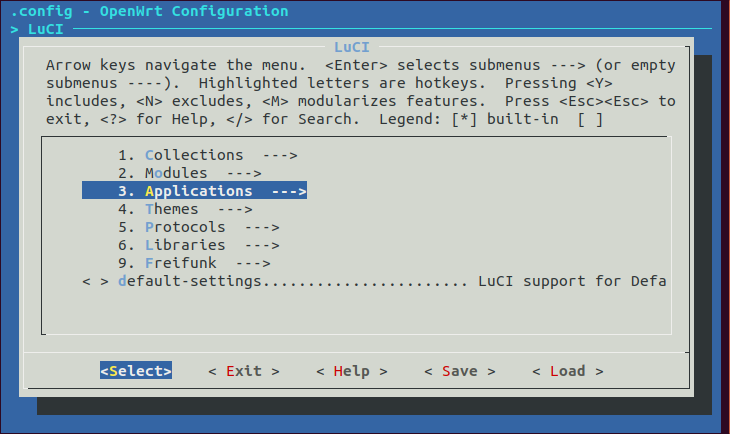 .config - OpenWrt Configuration
> LuCI
LuCI
Arrow keys navigate the menu.  <Enter> selects submenus ---> (or empty
submenus ----).  Highlighted letters are hotkeys.  Pressing <Y>
includes, <N> excludes, <M> modularizes features.  Press <Esc><Esc> to
exit, <?> for Help, </> for Search.  Legend: [*] built-in  [ ]
1. Collections  --->
2. Modules  --->
3. Applications  --->
4. Themes  --->
5. Protocols  --->
6. Libraries  --->
9. Freifunk  --->
< > default-settings....................... LuCI support for Defa
<Select>    < Exit >    < Help >    < Save >    < Load >